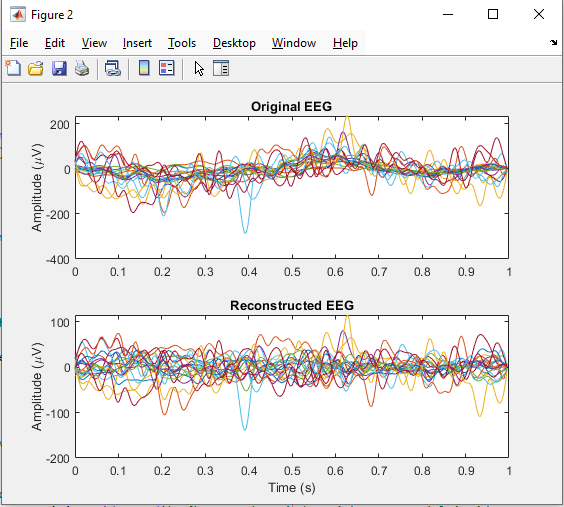 Figure 2
File Edit View Insert Tools Desktop Window Help
Original EEG
Amplitude (μV)
200
0
-200
-400
0 0.1 0.2 0.3 0.4 0.5 0.6 0.7 0.8 0.9 1
Reconstructed EEG
Amplitude (μV)
100
0
-100
-200
0 0.1 0.2 0.3 0.4 0.5 0.6 0.7 0.8 0.9 1
Time (s)